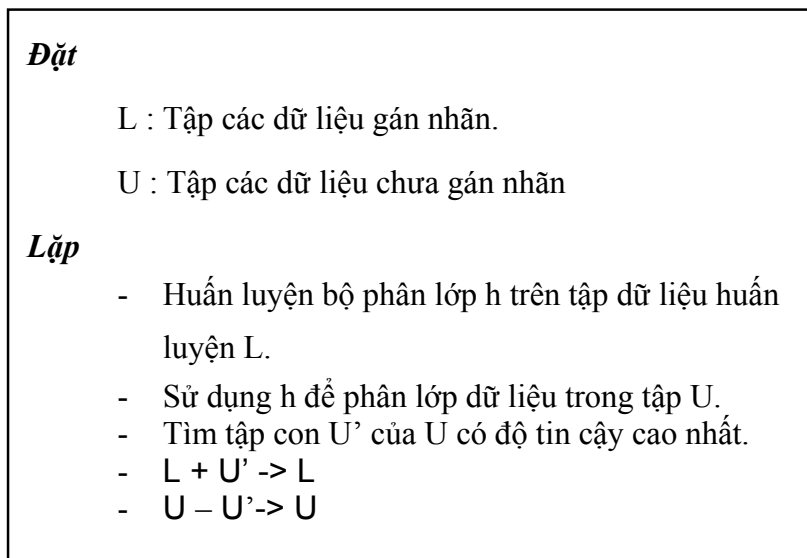 Đặt
L : Tập các dữ liệu gán nhãn.
U : Tập các dữ liệu chưa gán nhãn
Lặp
- Huấn luyện bộ phân lớp h trên tập dữ liệu huấn
luyện L.
- Sử dụng h để phân lớp dữ liệu trong tập U.
- Tìm tập con U’ của U có độ tin cậy cao nhất.
- L + U’ -> L
- U – U’-> U